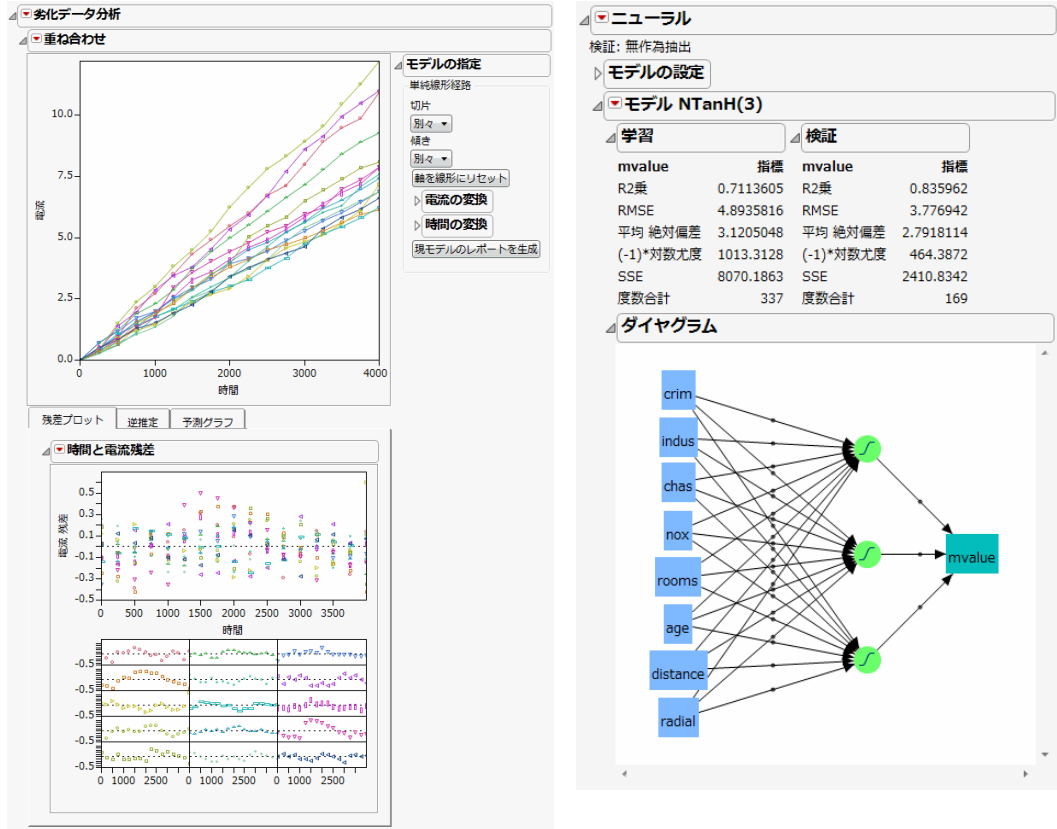 劣化データ分析
重ね合わせ
10.0
7.5
5.0
2.5
0.0
電流
0 1000 2000 3000 4000
時間
モデルの指定
単純線形経路
切片
別々
傾き
別々
軸を線形にリセット
電流の変換
時間の変換
現モデルのレポートを生成
残差プロット 逆推定 予測グラフ
時間と電流残差
0.5
0.3
0.1
-0.1
-0.3
-0.5
電流 残差
0 500 1000 1500 2000 2500 3000 3500
時間
-0.5
-0.5
-0.5
-0.5
-0.5
0 1000 2500 0 1000 2500 0 1000 2500
ニューラル
検証: 無作為抽出
モデルの設定
モデル NTanH(3)
学習
mvalue 指標
R2乗 0.7113605
RMSE 4.8935816
平均 絶対偏差 3.1205048
(-1)*対数尤度 1013.3128
SSE 8070.1863
度数合計 337
検証
mvalue 指標
R2乗 0.835962
RMSE 3.776942
平均 絶対偏差 2.7918114
(-1)*対数尤度 464.3872
SSE 2410.8342
度数合計 169
ダイヤグラム
crim
indus
chas
nox
rooms
age
distance
radial
mvalue